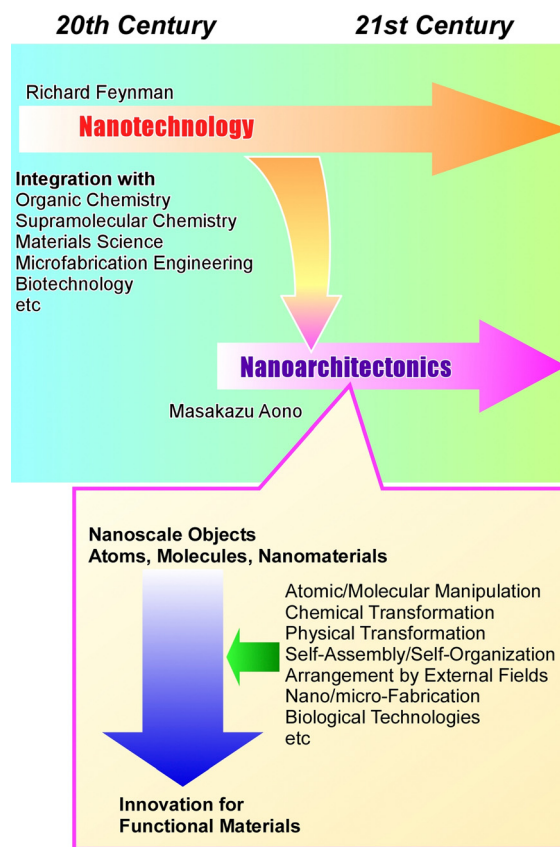 20th Century 21st Century
Richard Feynman
Nanotechnology
Integration with
Organic Chemistry
Supramolecular Chemistry
Materials Science
Microfabrication Engineering
Biotechnology
etc
Nanoarchitectonics
Masakazu Aono
Nanoscale Objects
Atoms, Molecules, Nanomaterials
Atomic/Molecular Manipulation
Chemical Transformation
Physical Transformation
Self-Assembly/Self-Organization
Arrangement by External Fields
Nano/micro-Fabrication
Biological Technologies
etc
Innovation for
Functional Materials